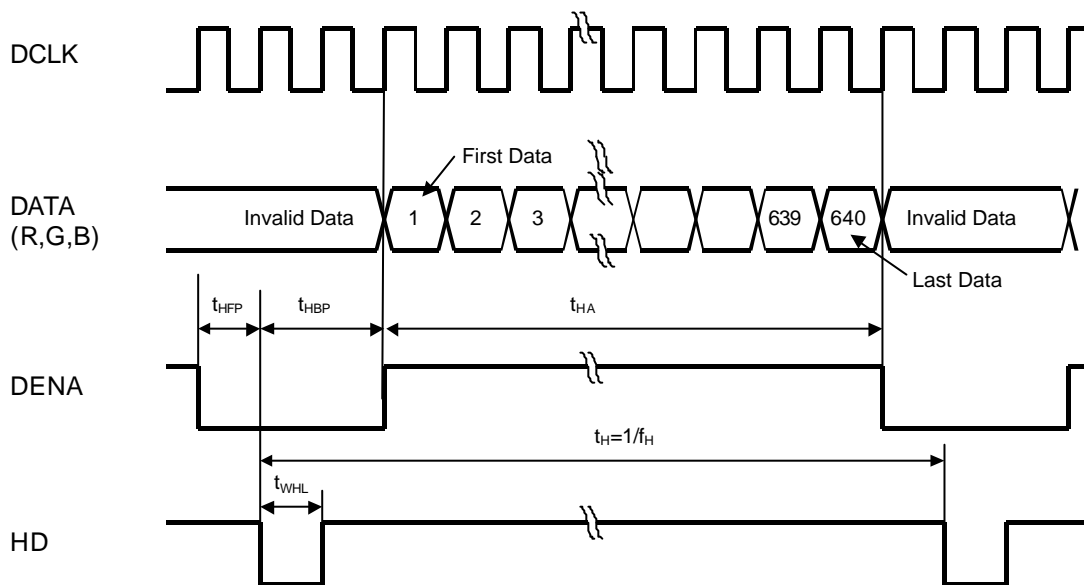 DCLK
First Data
DATA
(R,G,B)
Invalid Data 1 2 3 639 640 Invalid Data
Last Data
tHFP tHBP tHA
DENA
tH=1/fH
tWHL
HD